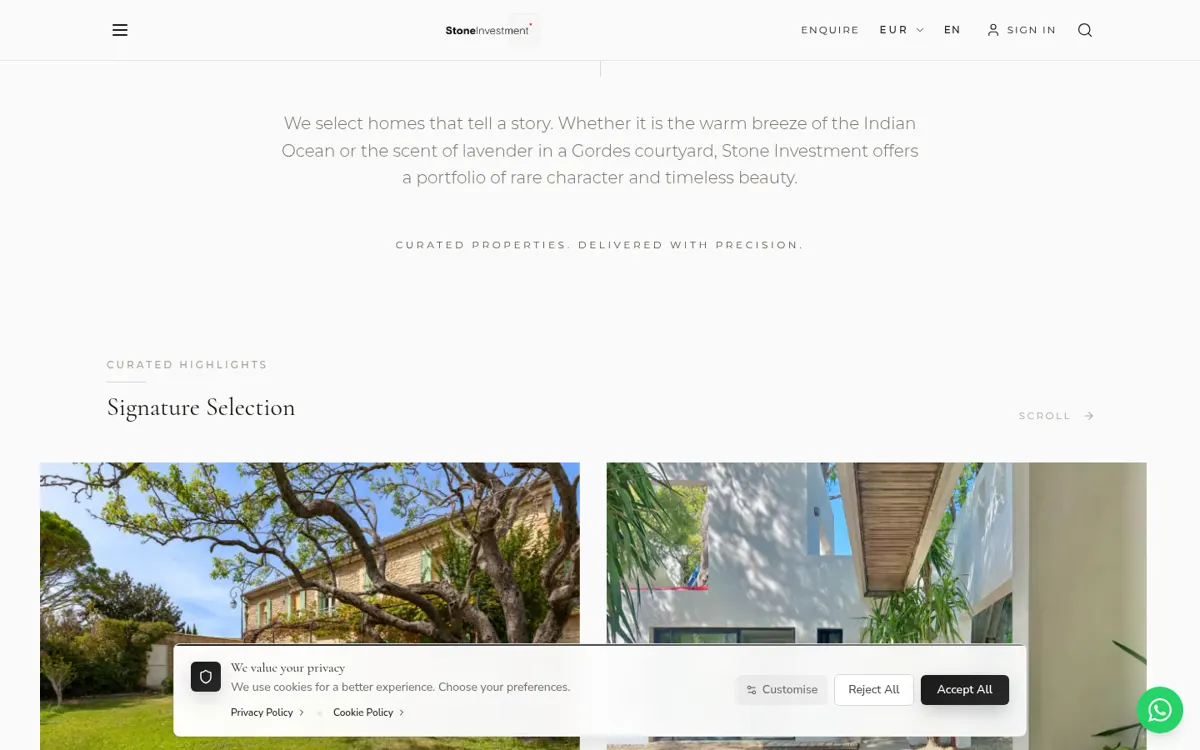 StoneInvestment
ENQUIRE
EUR
EN
SIGN IN
We select homes that tell a story. Whether it is the warm breeze of the Indian
Ocean or the scent of lavender in a Gordes courtyard, Stone Investment offers
a portfolio of rare character and timeless beauty.
CURATED PROPERTIES. DELIVERED WITH PRECISION.
CURATED HIGHLIGHTS
Signature Selection
SCROLL
We value your privacy
We use cookies for a better experience. Choose your preferences.
Privacy Policy
Cookie Policy
Customise
Reject All
Accept All